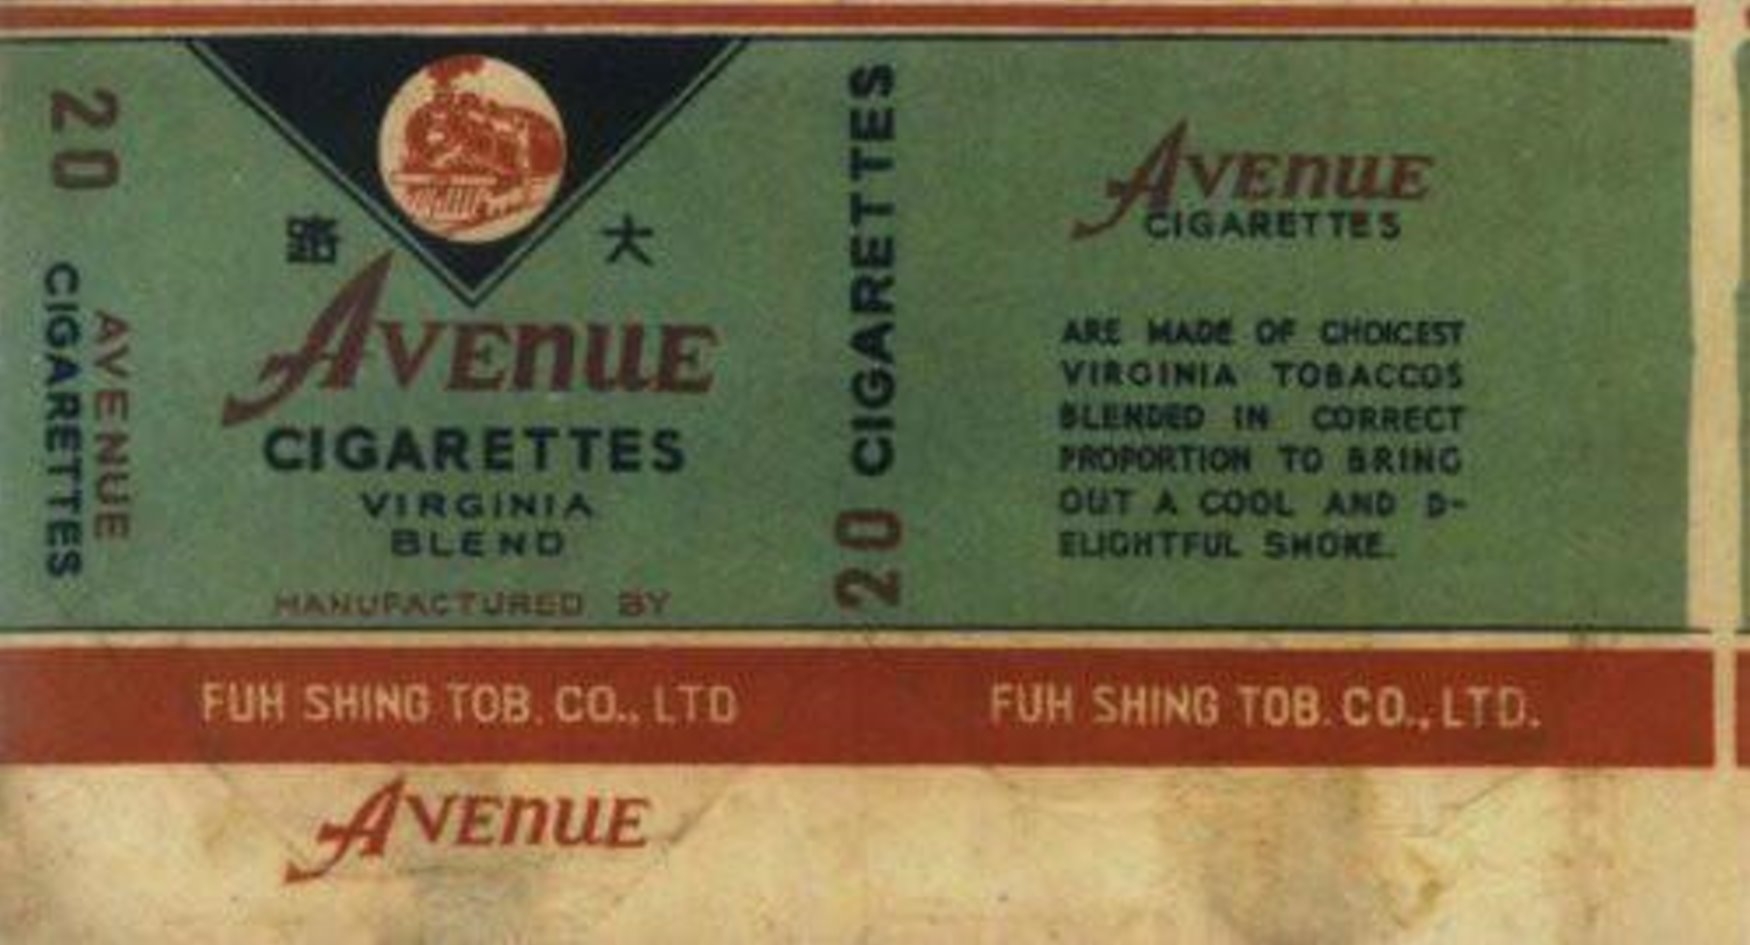 20 CIGARETTES
AVENUE
路 大
AVENUE
CIGARETTES
VIRGINIA
BLEND
MANUFACTURED BY
FUH SHING TOB. CO., LTD
20 CIGARETTES
AVENUE
CIGARETTES
ARE MADE OF CHOICEST
VIRGINIA TOBACCOS
BLENDED IN CORRECT
PROPORTION TO BRING
OUT A COOL AND D-
ELIGHTFUL SMOKE.
FUH SHING TOB. CO., LTD.
AVENUE